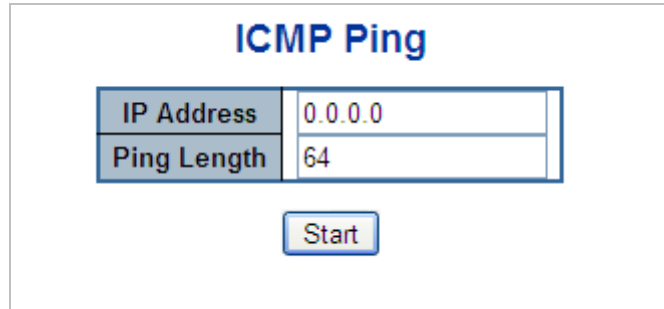 ICMP Ping
IP Address 0.0.0.0
Ping Length 64
Start